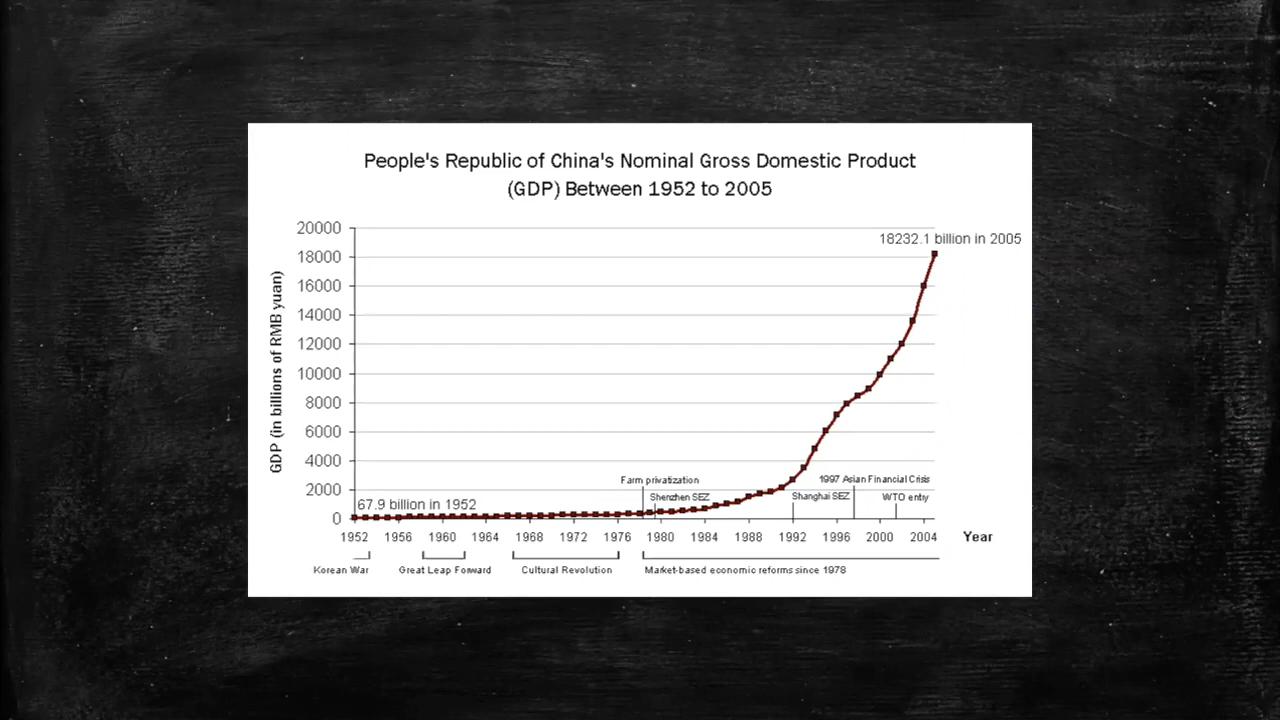 People's Republic of China's Nominal Gross Domestic Product
(GDP) Between 1952 to 2005
GDP (in billions of RMB yuan)
20000
18232.1 billion in 2005
18000
16000
14000
12000
10000
8000
6000
4000
Farm privatization
1997 Asian Financial Crisis
2000
Shenzhen SEZ
Shanghai SEZ
WTO entry
67.9 billion in 1952
0
1952 1956 1960 1964 1968 1972 1976 1980 1984 1988 1992 1996 2000 2004 Year
Korean War
Great Leap Forward
Cultural Revolution
Market-based economic reforms since 1978